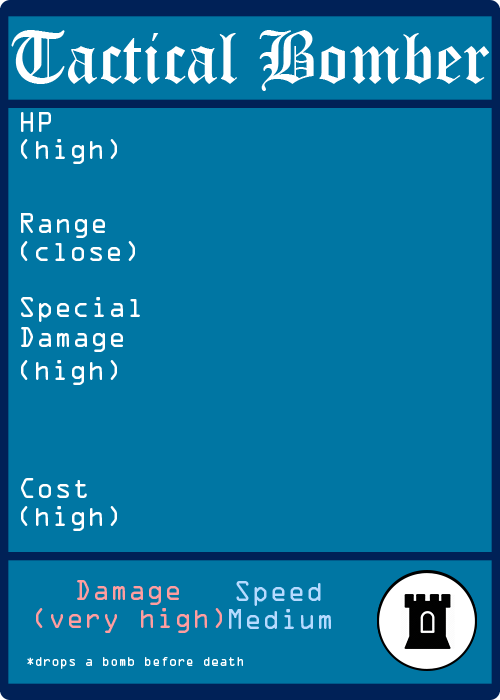 Tactical Bomber
HP
(high)
Range
(close)
Special
Damage
(high)
Cost
(high)
Damage
(very high)
Speed
Medium
*drops a bomb before death